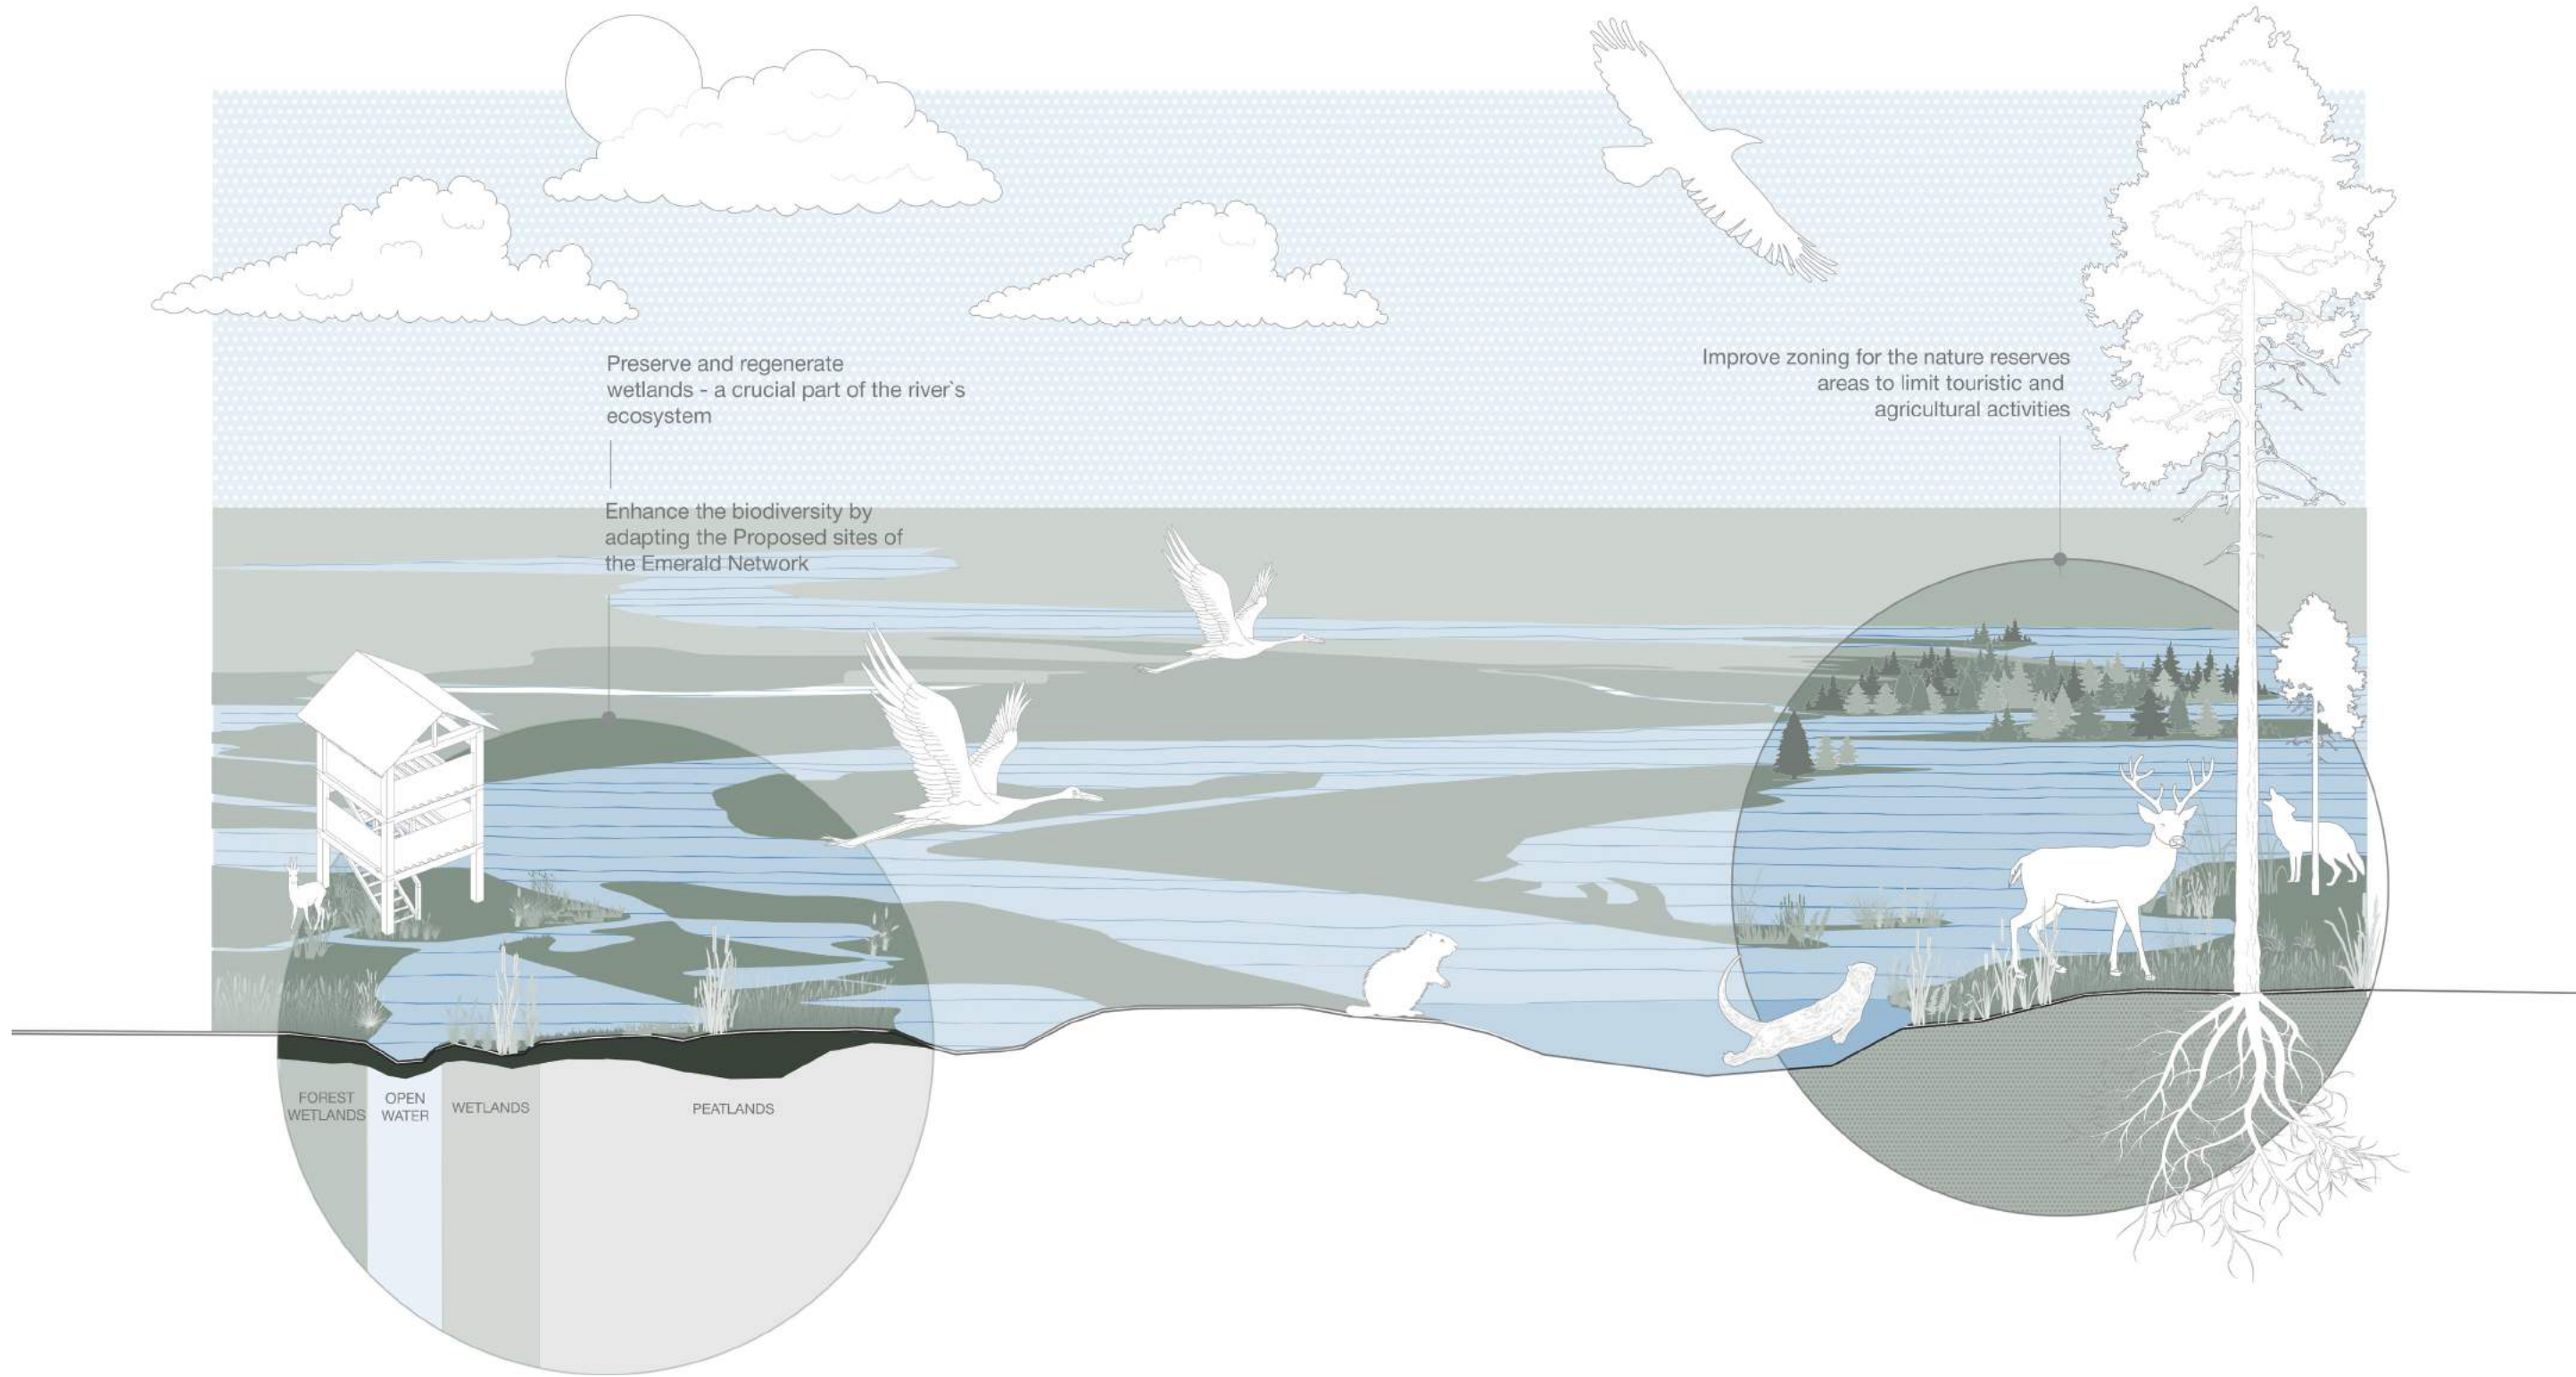 Preserve and regenerate
wetlands - a crucial part of the river`s
ecosystem
Enhance the biodiversity by
adapting the Proposed sites of
the Emerald Network
Improve zoning for the nature reserves
areas to limit touristic and
agricultural activities
FOREST
WETLANDS
OPEN
WATER
WETLANDS
PEATLANDS